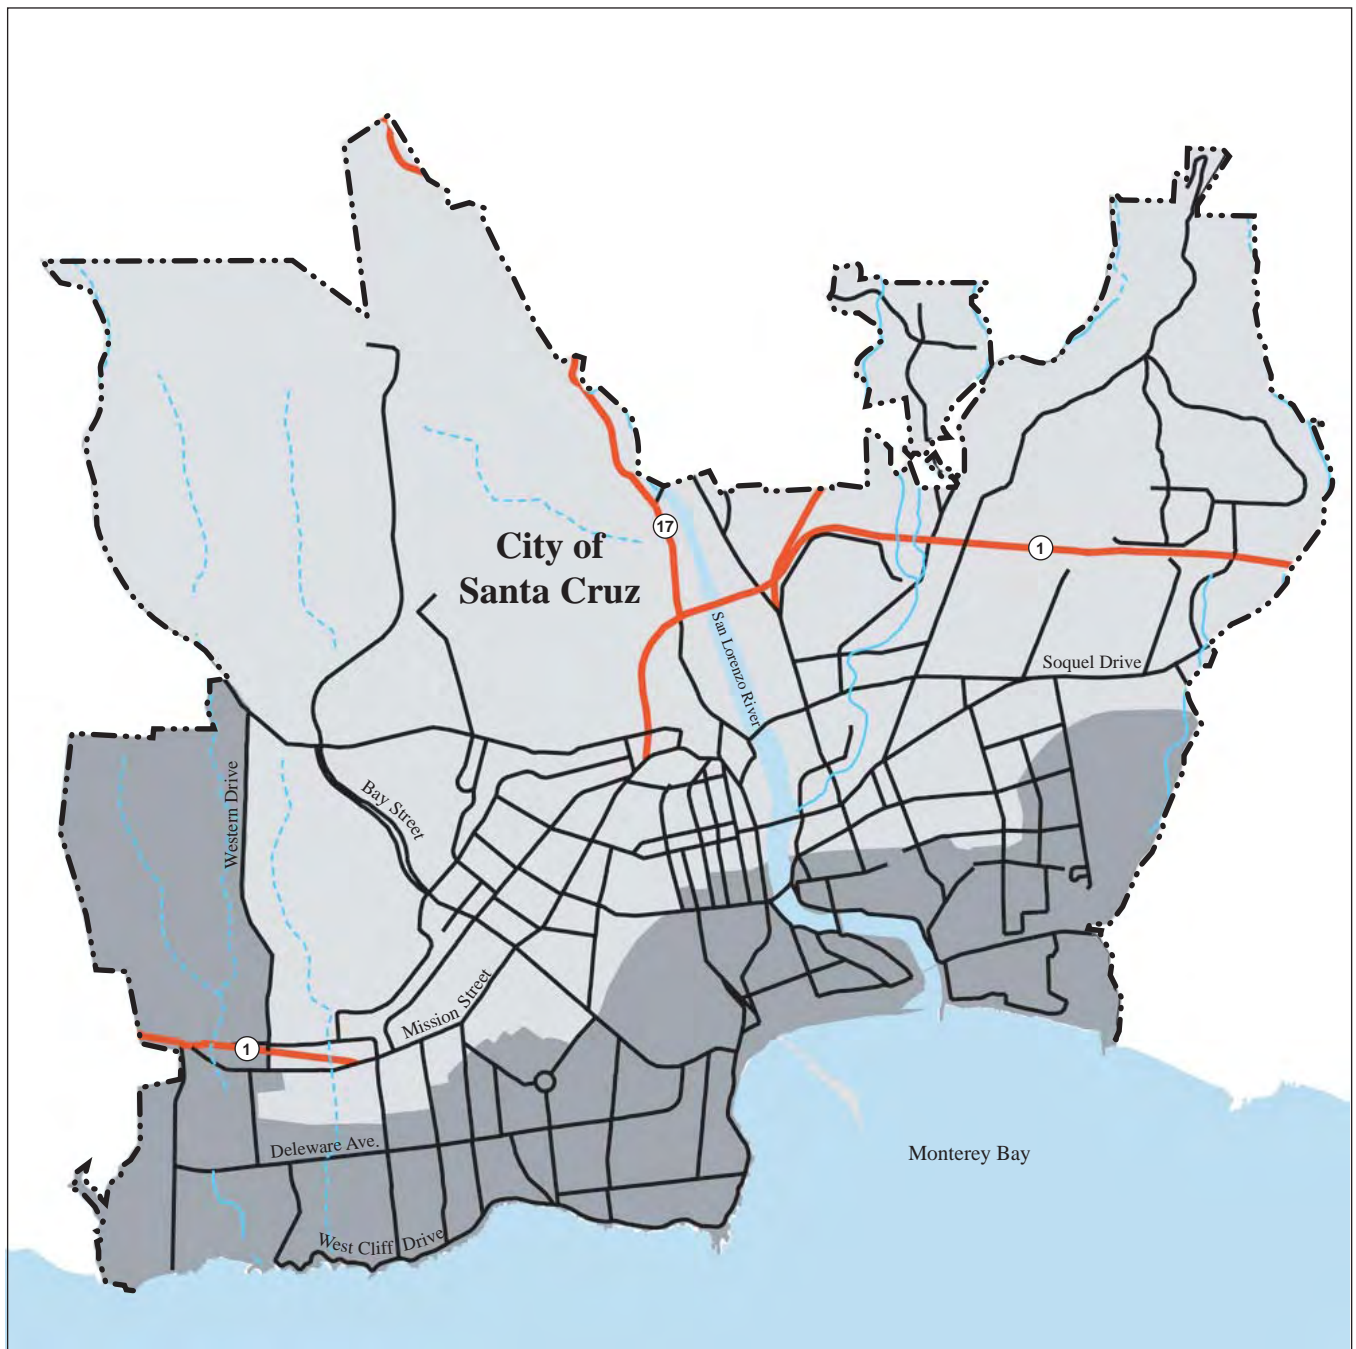 17
City of
Santa Cruz
1
San Lorenzo River
Soquel Drive
Western Drive
Bay Street
Mission Street
1
Deleware Ave.
Monterey Bay
West Cliff Drive